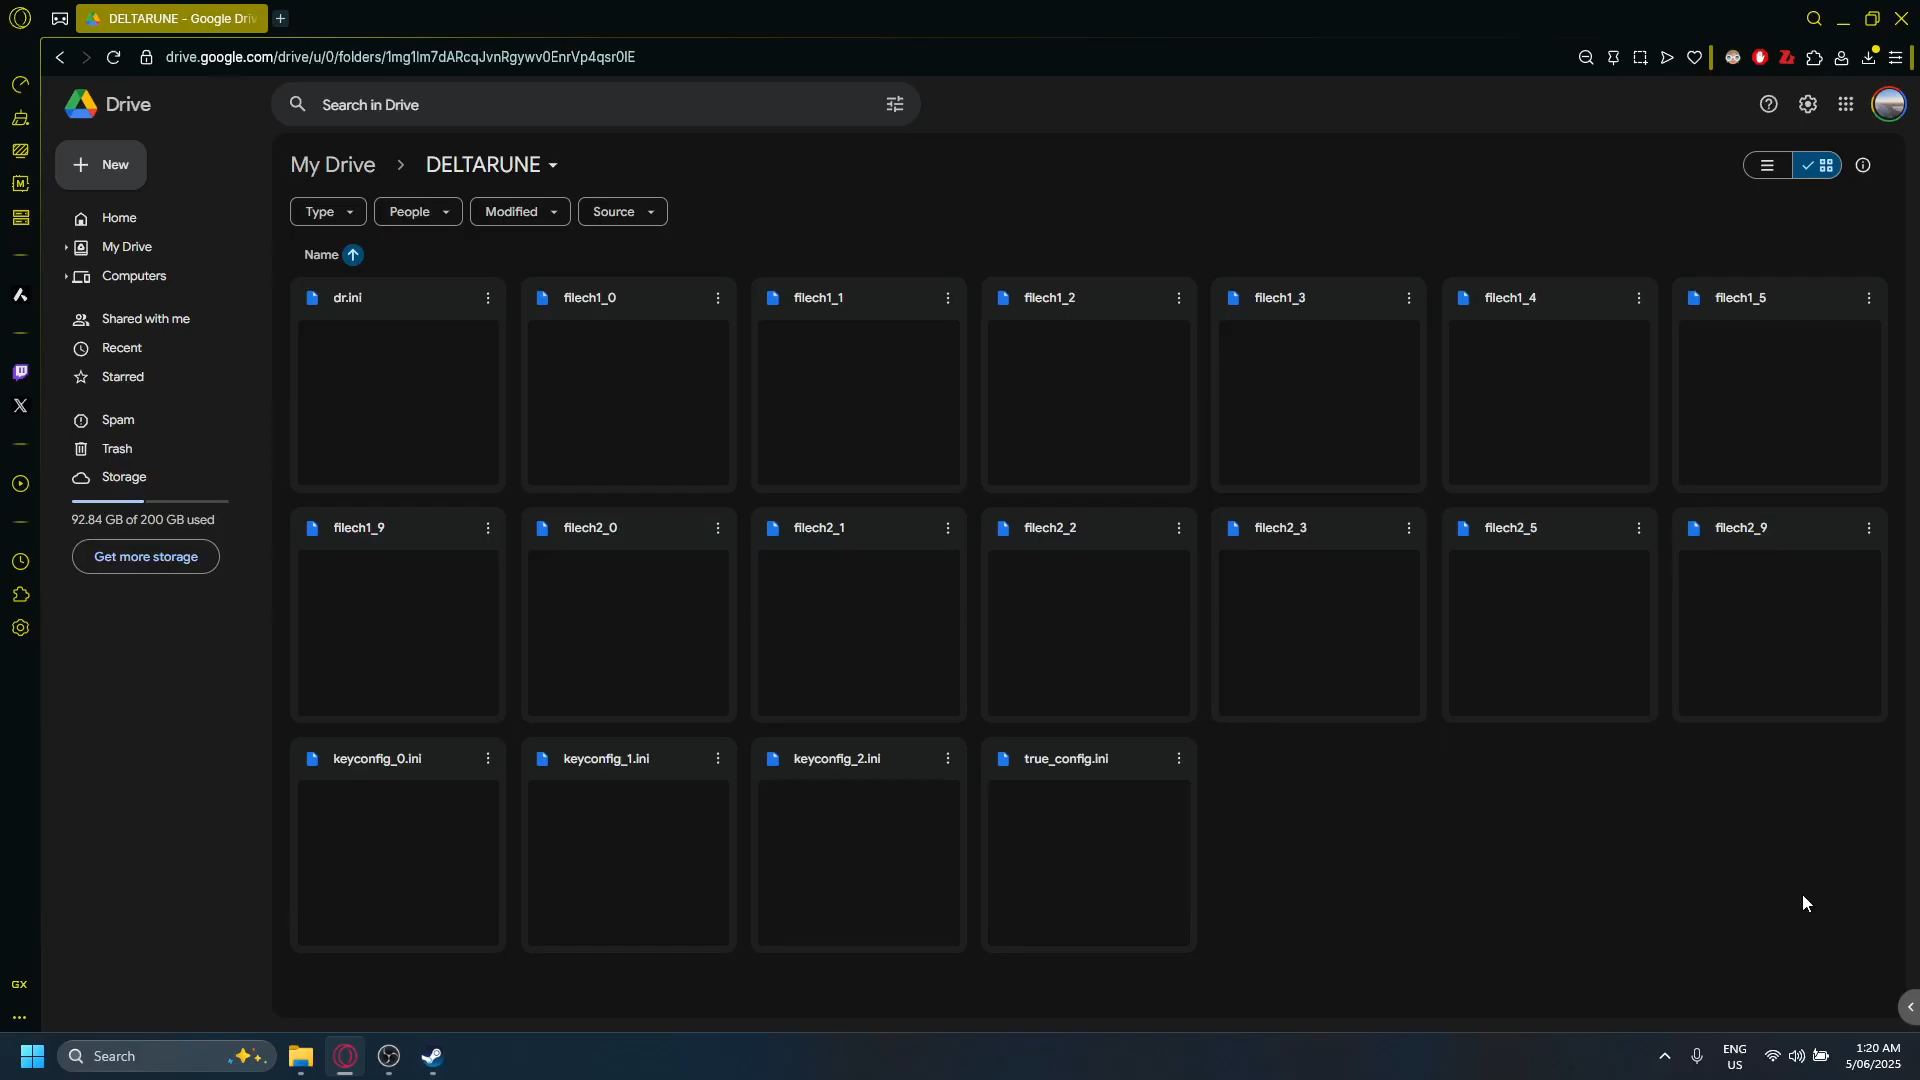 DELTARUNE - Google Driv
drive.google.com/drive/u/0/folders/1mg1Im7dARcqJvnRgywv0EnrVp4qsr0IE
Drive
Search in Drive
New
My Drive > DELTARUNE
Type
People
Modified
Source
Name
Home
My Drive
Computers
Shared with me
Recent
Starred
Spam
Trash
Storage
92.84 GB of 200 GB used
Get more storage
dr.ini
filech1_0
filech1_1
filech1_2
filech1_3
filech1_4
filech1_5
filech1_9
filech2_0
filech2_1
filech2_2
filech2_3
filech2_5
filech2_9
keyconfig_0.ini
keyconfig_1.ini
keyconfig_2.ini
true_config.ini
GX
Search
ENG
US
1:20 AM
5/06/2025